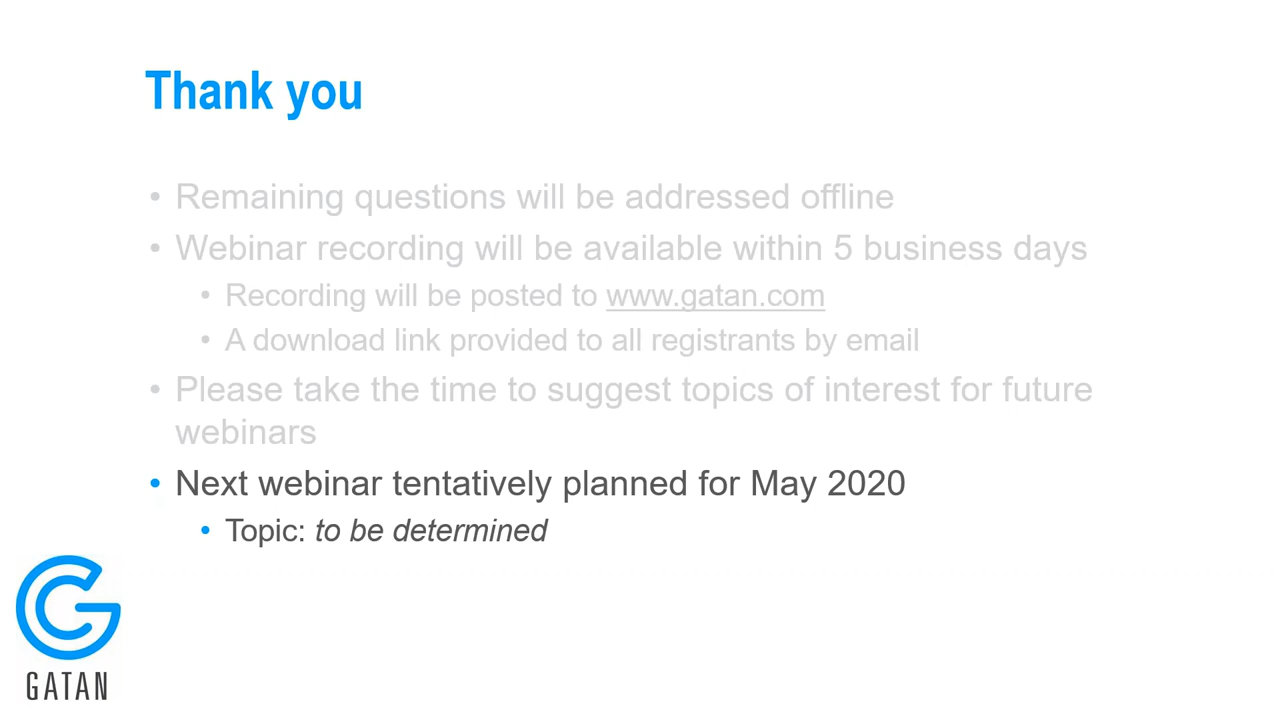 Thank you
• Remaining questions will be addressed offline
• Webinar recording will be available within 5 business days
• Recording will be posted to www.gatan.com
• A download link provided to all registrants by email
• Please take the time to suggest topics of interest for future
webinars
• Next webinar tentatively planned for May 2020
• Topic: to be determined
GATAN